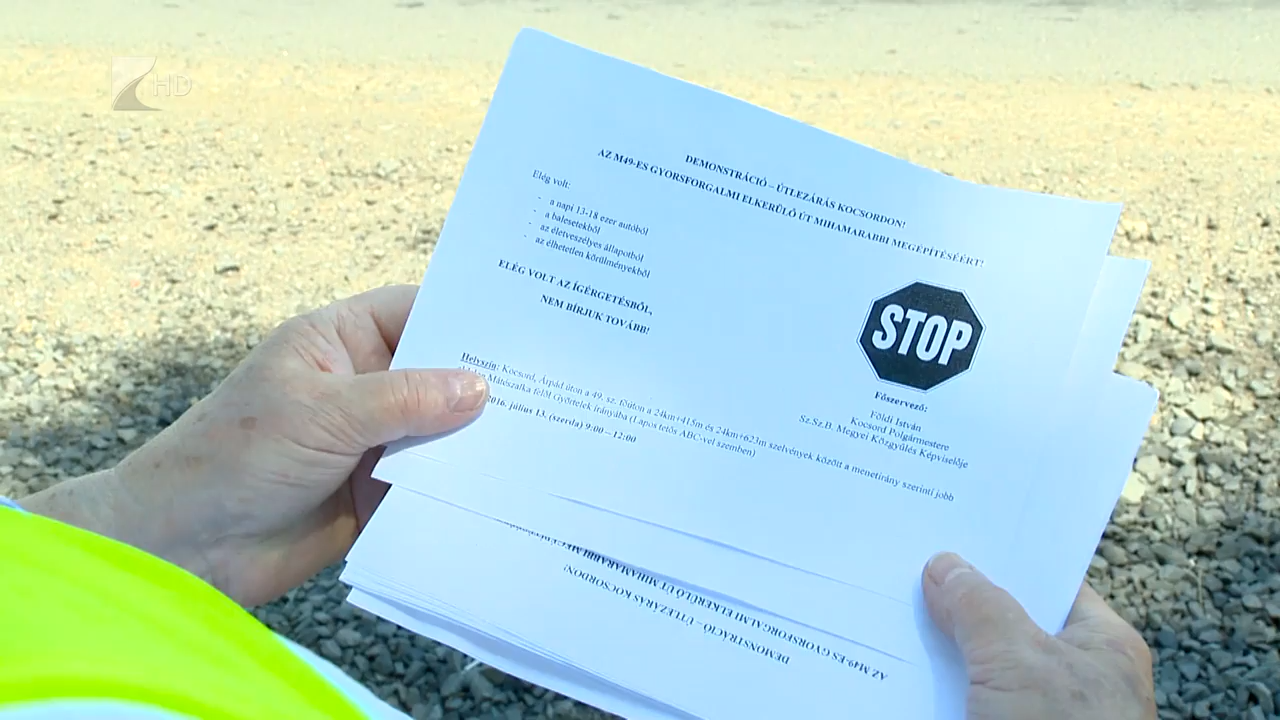 HD
DEMONSTRÁCIÓ – ÚTLEZÁRÁS KOCSORDON!
AZ M49-ES GYORSFORGALMI ELKERÜLŐ ÚT MIHAMARABBI MEGÉPÍTÉSÉÉRT!
Elég volt:
- a napi 13-18 ezer autóból
- a balesetekből
- az életveszélyes állapotból
- az élhetetlen körülményekből
ELÉG VOLT AZ ÍGÉRGETÉSBŐL,
NEM BÍRJUK TOVÁBB!
STOP
Főszervező:
Földi István
Kocsord Polgármestere
Sz.Sz.B. Megyei Közgyűlés Képviselője
Helyszín: Kocsord, Árpád úton a 49. sz. főúton a 24km+415m és 24km+623m szelvények között a menetirány szerinti jobb
Mátészalka felől Győrtelek irányába (Lapos tetős ABC-vel szemben)
2016. július 13. (szerda) 9:00 – 12:00
AZ M49-ES GYORSFORGALMI ELKERÜLŐ ÚT MIHAMARABBI
DEMONSTRÁCIÓ – ÚTLEZÁRÁS KOCSORDON!